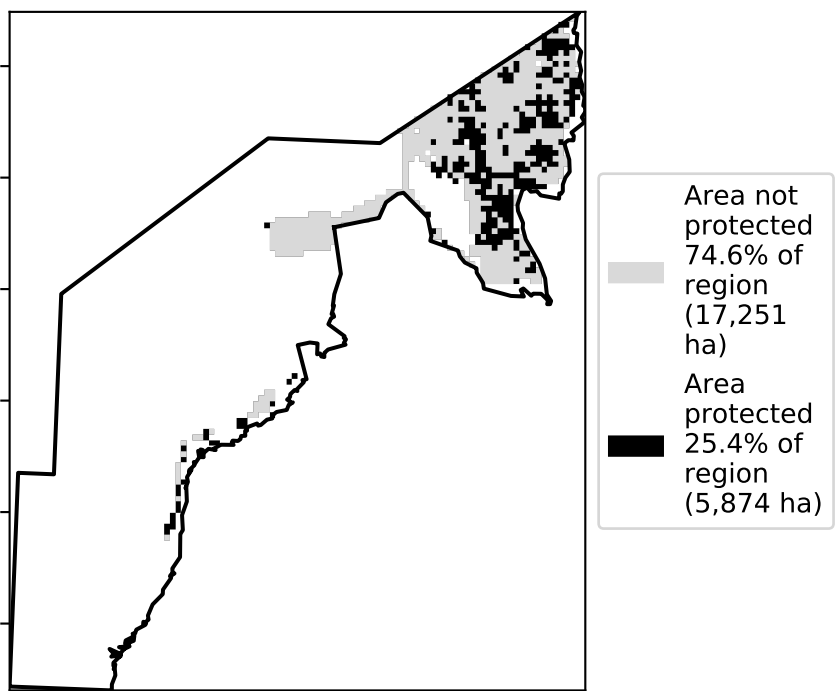 Area not
protected
74.6% of
region
(17,251
ha)
Area
protected
25.4% of
region
(5,874 ha)